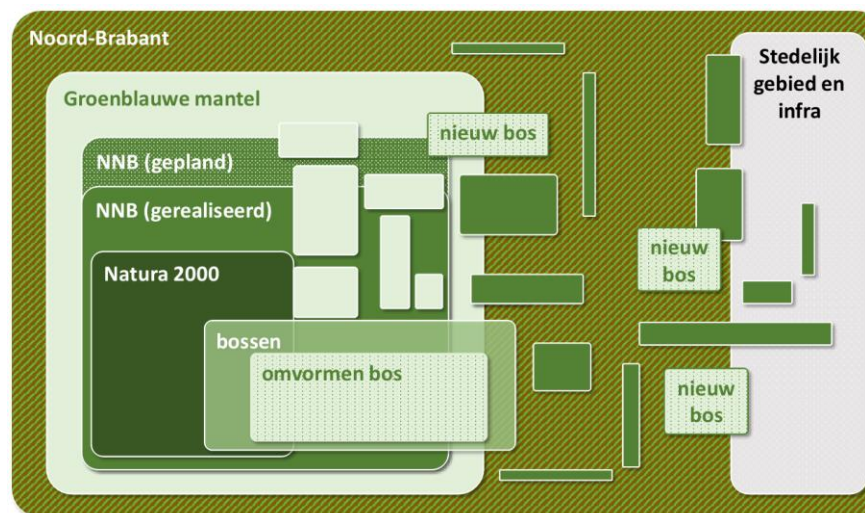 Noord-Brabant
Stedelijk
gebied en
infra
Groenblauwe mantel
nieuw bos
NNB (gepland)
NNB (gerealiseerd)
nieuw
bos
Natura 2000
bossen
omvormen bos
nieuw
bos